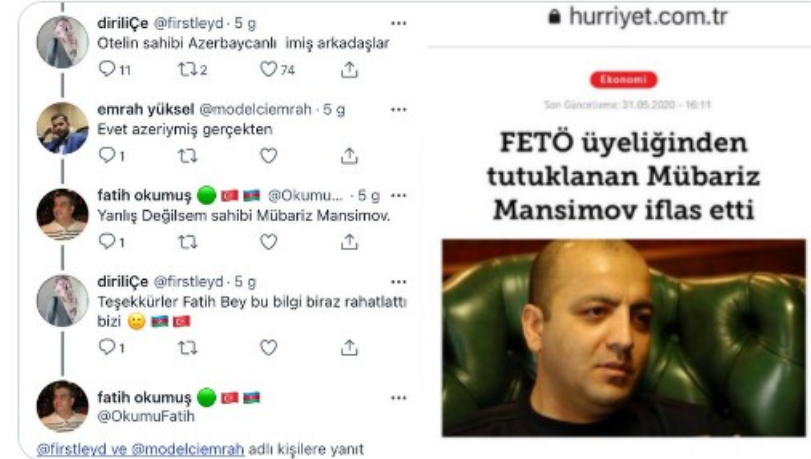 diriliÇe @firstleyd · 5 g
Otelin sahibi Azerbaycanlı imiş arkadaşlar
11 2 74
emrah yüksel @modelciemrah · 5 g
Evet azeriymiş gerçekten
1
fatih okumuş @Okumu... · 5 g
Yanlış Değilsem sahibi Mübariz Mansimov.
1
diriliÇe @firstleyd · 5 g
Teşekkürler Fatih Bey bu bilgi biraz rahatlattı
bizi
1
fatih okumuş
@OkumuFatih
@firstleyd ve @modelciemrah adlı kişilere yanıt
hurriyet.com.tr
Ekonomi
Son Güncelleme: 31.05.2020 - 16:11
FETÖ üyeliğinden
tutuklanan Mübariz
Mansimov iflas etti